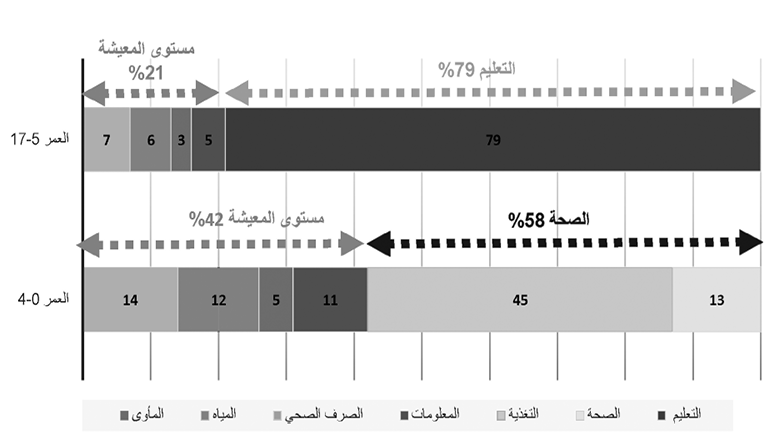 مستوى المعيشة
%21
التعليم 79%
العمر 5-17
7
6
3
5
79
مستوى المعيشة 42%
الصحة 58%
العمر 0-4
14
12
5
11
45
13
التعليم
الصحة
التغذية
المعلومات
الصرف الصحي
المياه
المأوى